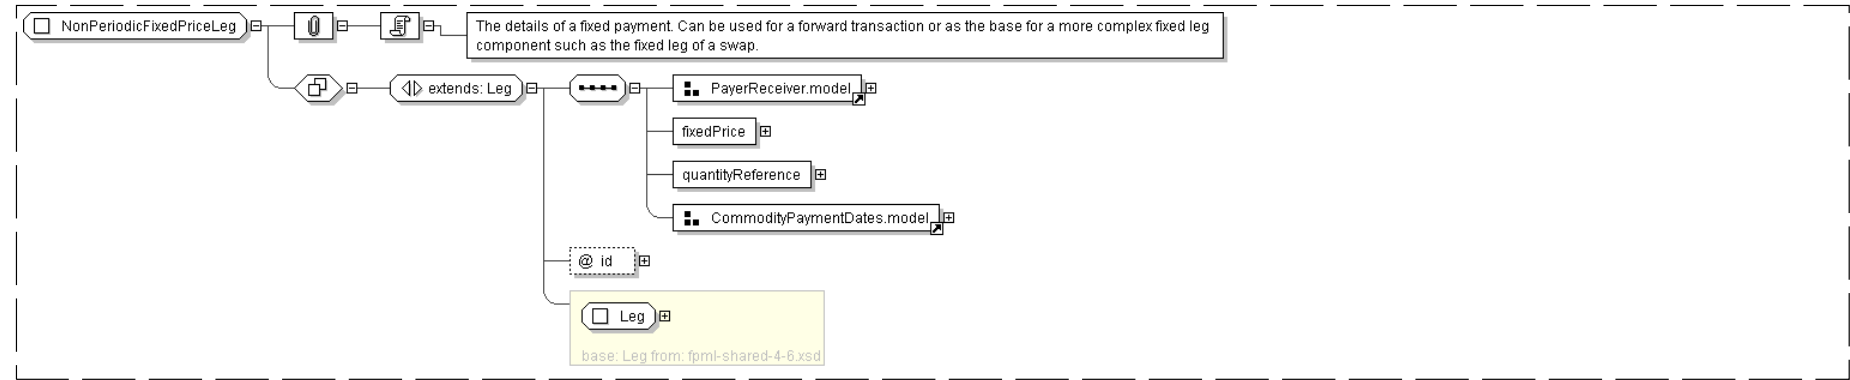 NonPeriodicFixedPriceLeg
The details of a fixed payment. Can be used for a forward transaction or as the base for a more complex fixed leg
component such as the fixed leg of a swap.
extends: Leg
PayerReceiver.model
fixedPrice
quantityReference
CommodityPaymentDates.model
@ id
Leg
base: Leg from: fpml-shared-4-6.xsd